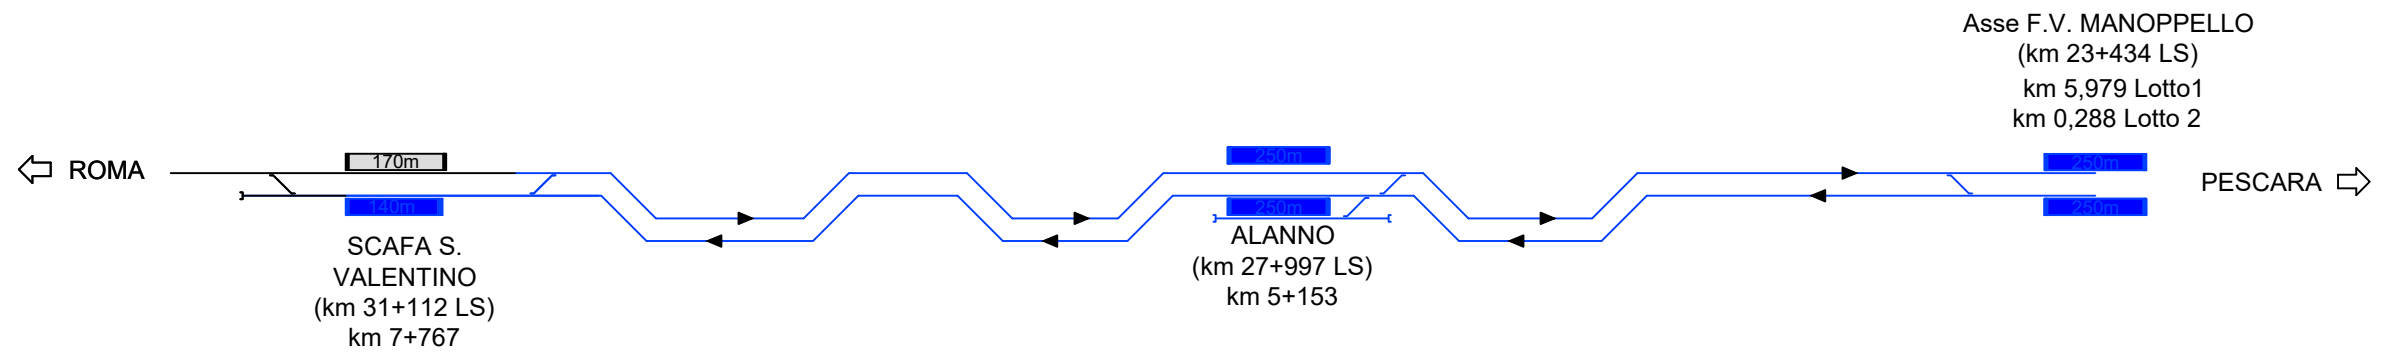 Asse F.V. MANOPPELLO
(km 23+434 LS)
km 5,979 Lotto1
km 0,288 Lotto 2
ROMA
170m
250m
250m
PESCARA
140m
250m
250m
SCAFA S.
VALENTINO
(km 31+112 LS)
km 7+767
ALANNO
(km 27+997 LS)
km 5+153